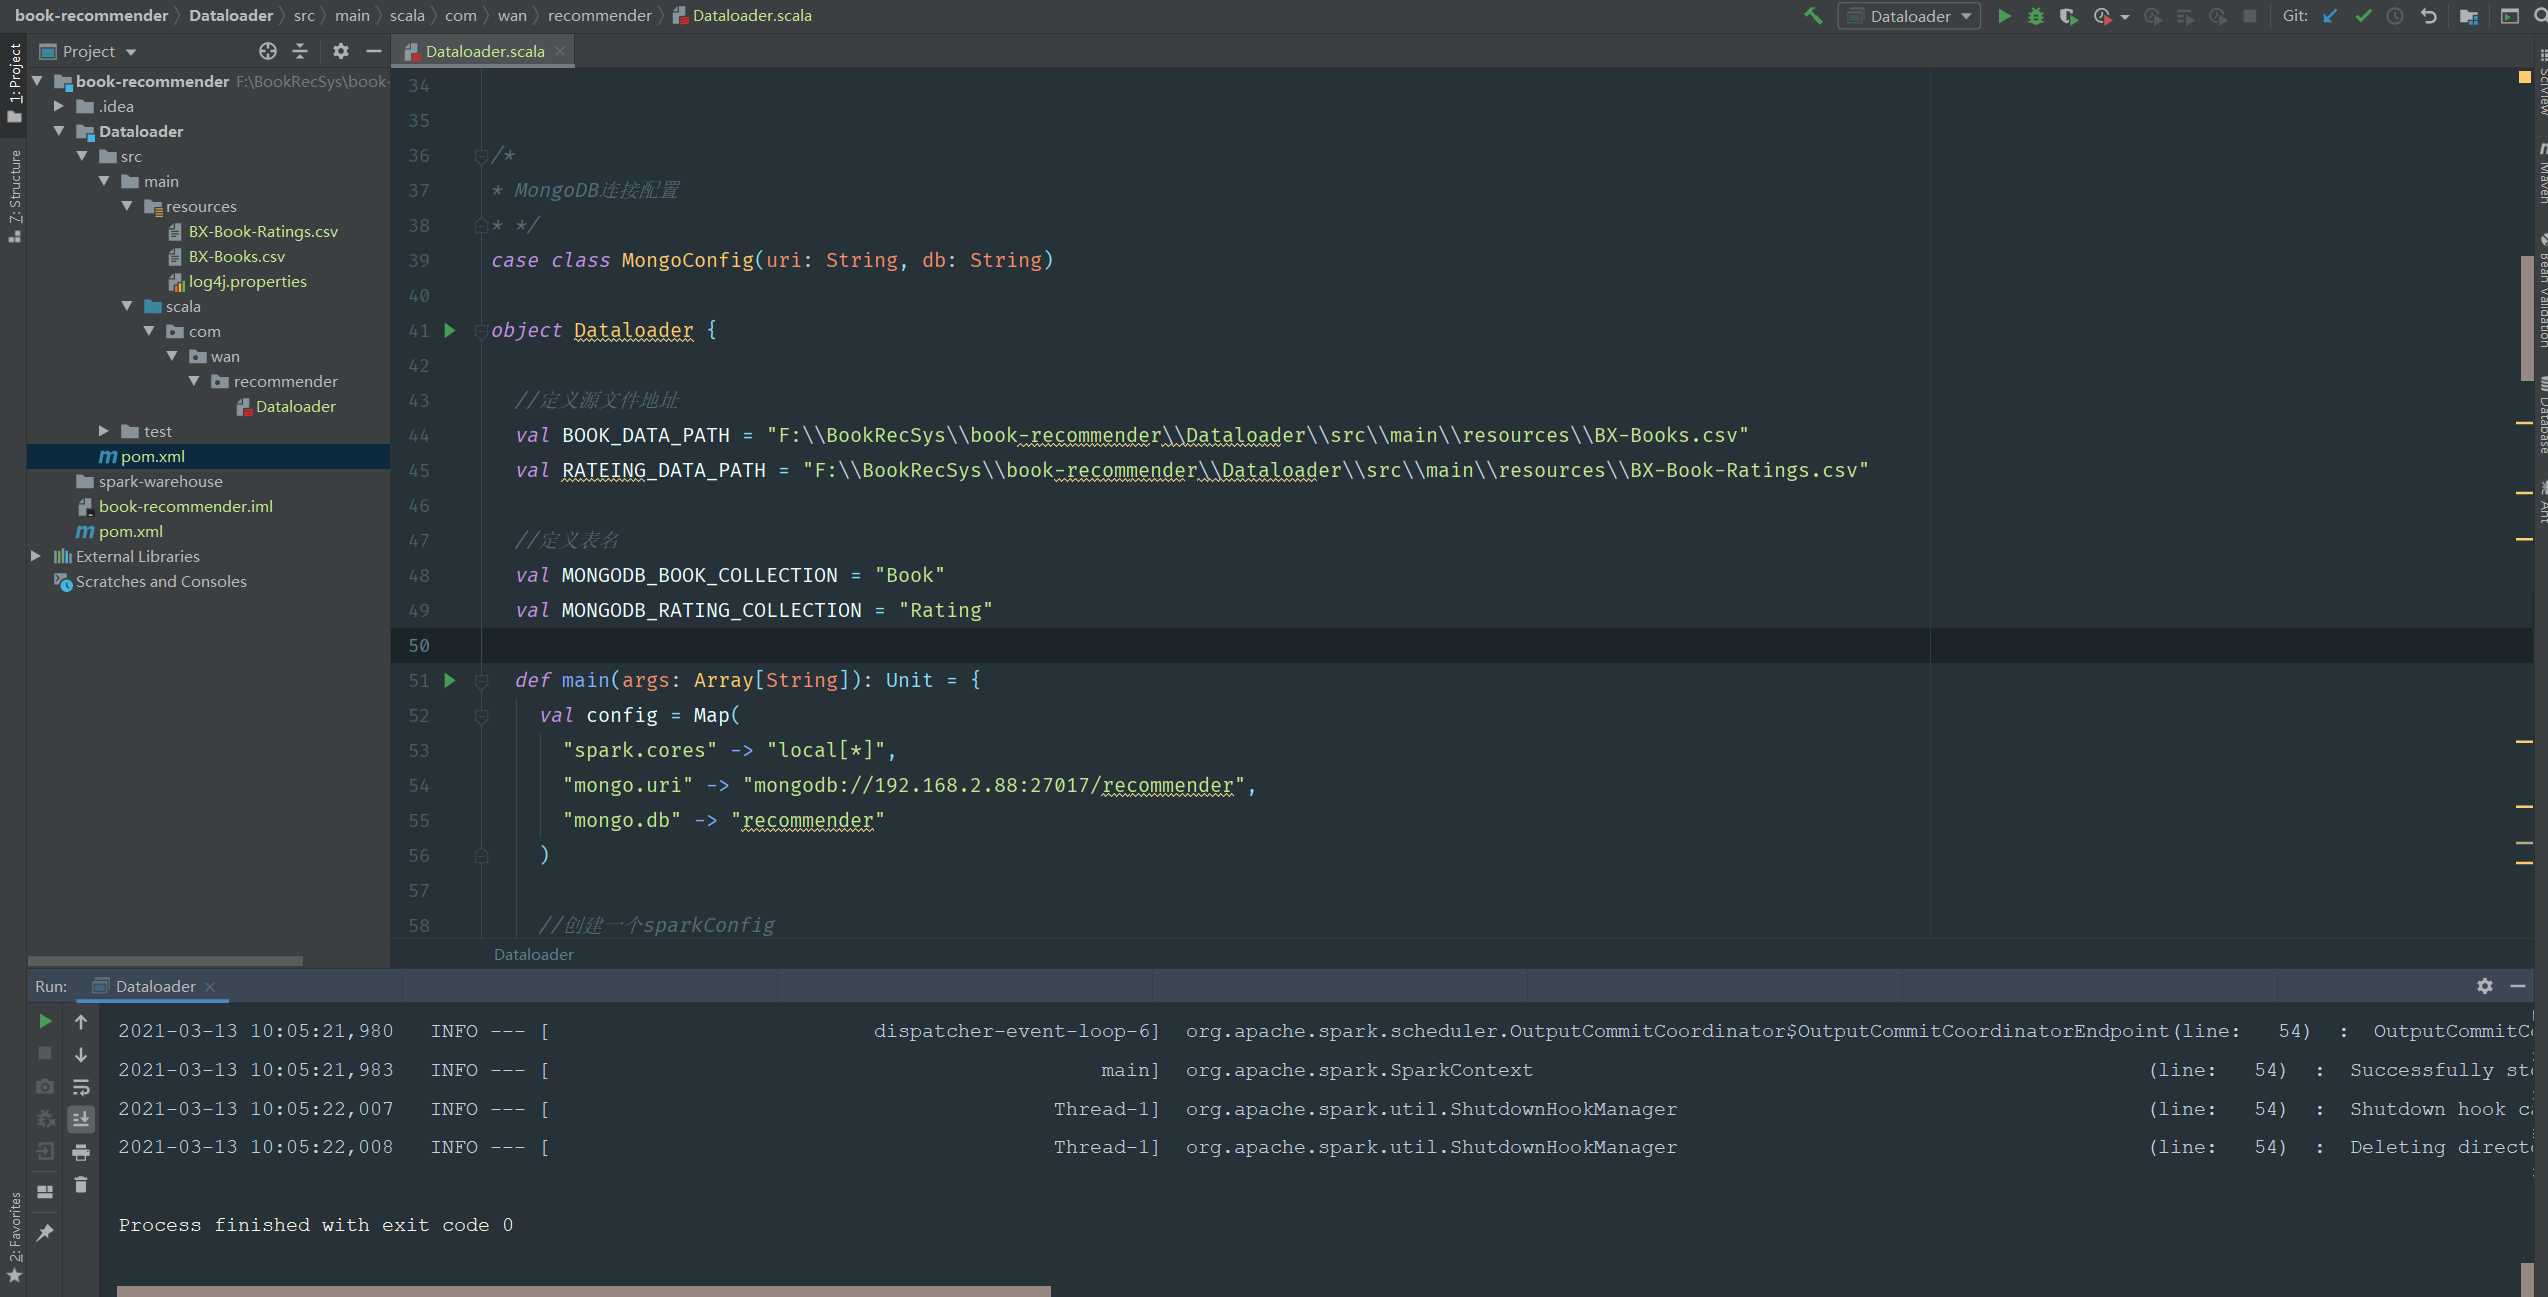 book-recommender Dataloader src main scala com wan recommender Dataloader.scala
Dataloader
Git:
1: Project
7: Structure
2: Favorites
Project
book-recommender F:\BookRecSys\book-
.idea
Dataloader
src
main
resources
BX-Book-Ratings.csv
BX-Books.csv
log4j.properties
scala
com
wan
recommender
Dataloader
test
pom.xml
spark-warehouse
book-recommender.iml
pom.xml
External Libraries
Scratches and Consoles
Dataloader.scala
34
35
36 /*
37 * MongoDB连接配置
38 * */
39 case class MongoConfig(uri: String, db: String)
40
41 object Dataloader {
42
43 //定义源文件地址
44 val BOOK_DATA_PATH = "F:\\BookRecSys\\book-recommender\\Dataloader\\src\\main\\resources\\BX-Books.csv"
45 val RATEING_DATA_PATH = "F:\\BookRecSys\\book-recommender\\Dataloader\\src\\main\\resources\\BX-Book-Ratings.csv"
46
47 //定义表名
48 val MONGODB_BOOK_COLLECTION = "Book"
49 val MONGODB_RATING_COLLECTION = "Rating"
50
51 def main(args: Array[String]): Unit = {
52 val config = Map(
53 "spark.cores" -> "local[*]",
54 "mongo.uri" -> "mongodb://192.168.2.88:27017/recommender",
55 "mongo.db" -> "recommender"
56 )
57
58 //创建一个sparkConfig
Dataloader
SciView
Maven
Bean Validation
Database
Ant
Run: Dataloader
2021-03-13 10:05:21,980 INFO --- [ dispatcher-event-loop-6] org.apache.spark.scheduler.OutputCommitCoordinator$OutputCommitCoordinatorEndpoint(line: 54) : OutputCommitC
2021-03-13 10:05:21,983 INFO --- [ main] org.apache.spark.SparkContext (line: 54) : Successfully st
2021-03-13 10:05:22,007 INFO --- [ Thread-1] org.apache.spark.util.ShutdownHookManager (line: 54) : Shutdown hook c
2021-03-13 10:05:22,008 INFO --- [ Thread-1] org.apache.spark.util.ShutdownHookManager (line: 54) : Deleting direct
Process finished with exit code 0